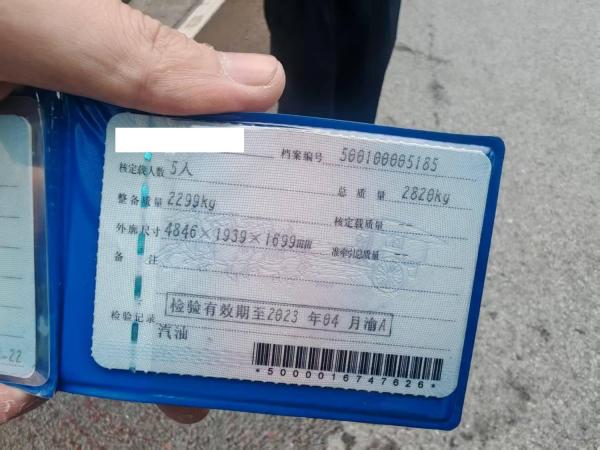 档案编号 500100005185
核定载人数 5人
总质量 2820kg
整备质量 2299kg
核定载质量 --
外廓尺寸 4846×1939×1699㎜
准牵引总质量 --
备注
检验有效期至2023年04月渝A
检验记录
汽油
*5000016747626*
-22